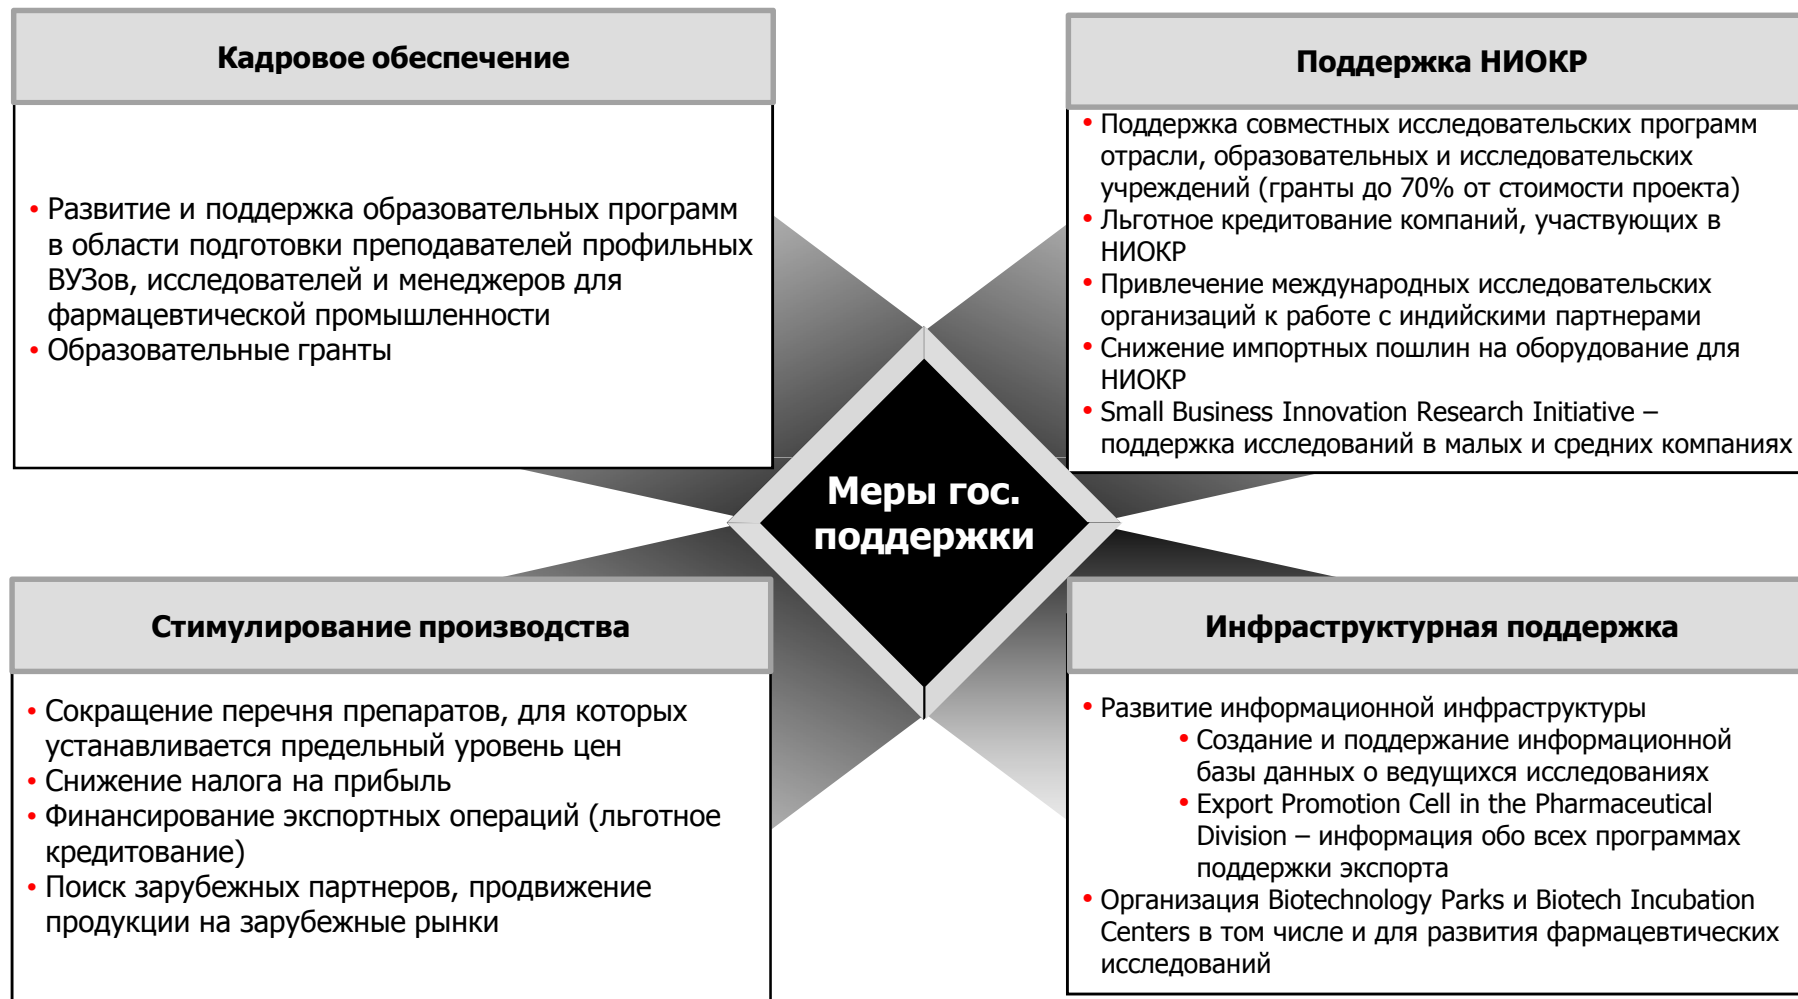 Кадровое обеспечение
• Развитие и поддержка образовательных программ
в области подготовки преподавателей профильных
ВУЗов, исследователей и менеджеров для
фармацевтической промышленности
• Образовательные гранты
Поддержка НИОКР
• Поддержка совместных исследовательских программ
отрасли, образовательных и исследовательских
учреждений (гранты до 70% от стоимости проекта)
• Льготное кредитование компаний, участвующих в
НИОКР
• Привлечение международных исследовательских
организаций к работе с индийскими партнерами
• Снижение импортных пошлин на оборудование для
НИОКР
• Small Business Innovation Research Initiative –
поддержка исследований в малых и средних компаниях
Меры гос.
поддержки
Стимулирование производства
• Сокращение перечня препаратов, для которых
устанавливается предельный уровень цен
• Снижение налога на прибыль
• Финансирование экспортных операций (льготное
кредитование)
• Поиск зарубежных партнеров, продвижение
продукции на зарубежные рынки
Инфраструктурная поддержка
• Развитие информационной инфраструктуры
• Создание и поддержание информационной
базы данных о ведущихся исследованиях
• Export Promotion Cell in the Pharmaceutical
Division – информация обо всех программах
поддержки экспорта
• Организация Biotechnology Parks и Biotech Incubation
Centers в том числе и для развития фармацевтических
исследований